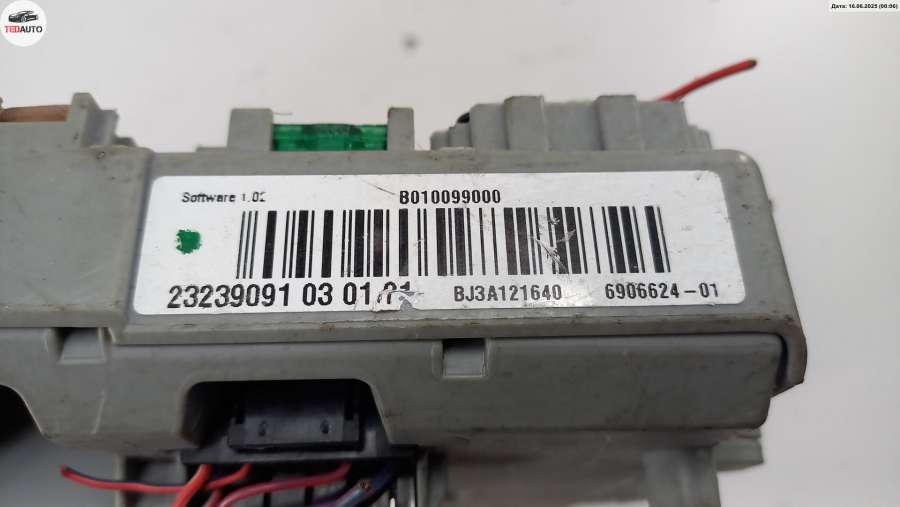 TEDAUTO
Дата: 16.06.2025 (00:06)
Software 1.02
B010099000
23239091 03 01 01
BJ3A121640
6906624-01